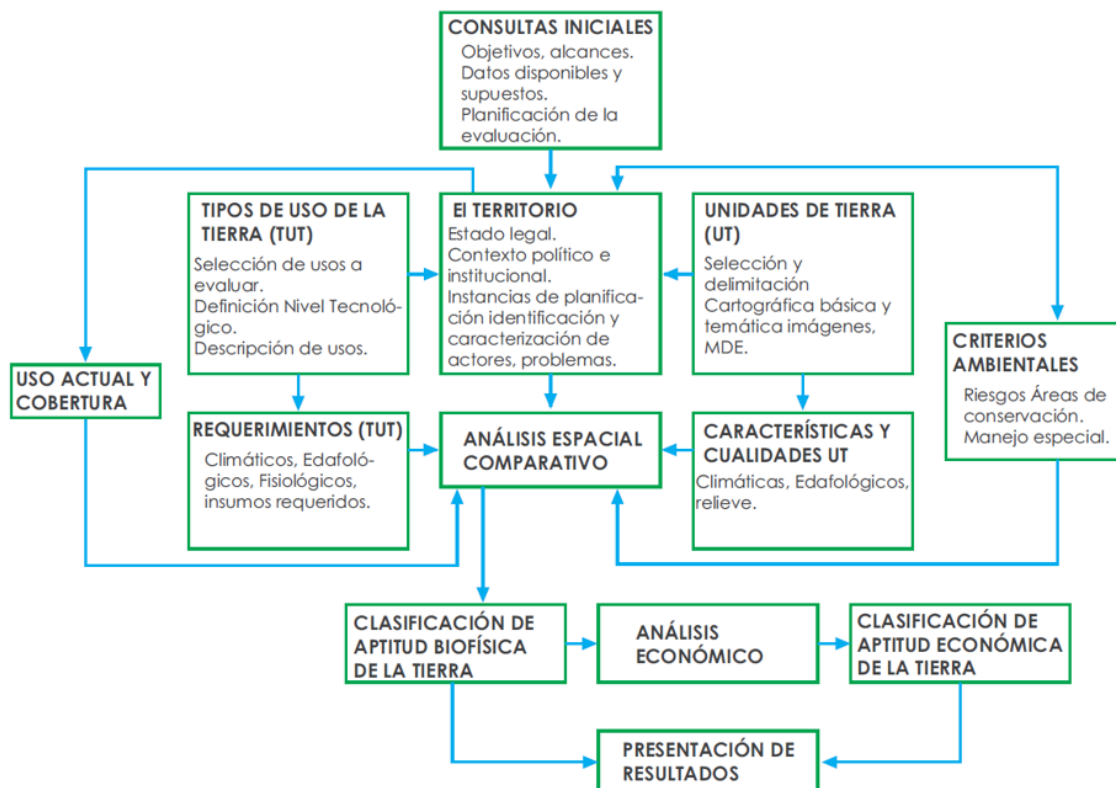 CONSULTAS INICIALES
Objetivos, alcances.
Datos disponibles y
supuestos.
Planificación de la
evaluación.
TIPOS DE USO DE LA
TIERRA (TUT)
Selección de usos a
evaluar.
Definición Nivel Tecnoló-
gico.
Descripción de usos.
El TERRITORIO
Estado legal.
Contexto político e
institucional.
Instancias de planifica-
ción identificación y
caracterización de
actores, problemas.
UNIDADES DE TIERRA
(UT)
Selección y
delimitación
Cartográfica básica y
temática imágenes,
MDE.
CRITERIOS
AMBIENTALES
Riesgos Áreas de
conservación.
Manejo especial.
USO ACTUAL Y
COBERTURA
REQUERIMIENTOS (TUT)
Climáticos, Edafoló-
gicos, Fisiológicos,
insumos requeridos.
ANÁLISIS ESPACIAL
COMPARATIVO
CARACTERÍSTICAS Y
CUALIDADES UT
Climáticas, Edafológicos,
relieve.
CLASIFICACIÓN DE
APTITUD BIOFÍSICA
DE LA TIERRA
ANÁLISIS
ECONÓMICO
CLASIFICACIÓN DE
APTITUD ECONÓMICA
DE LA TIERRA
PRESENTACIÓN DE
RESULTADOS